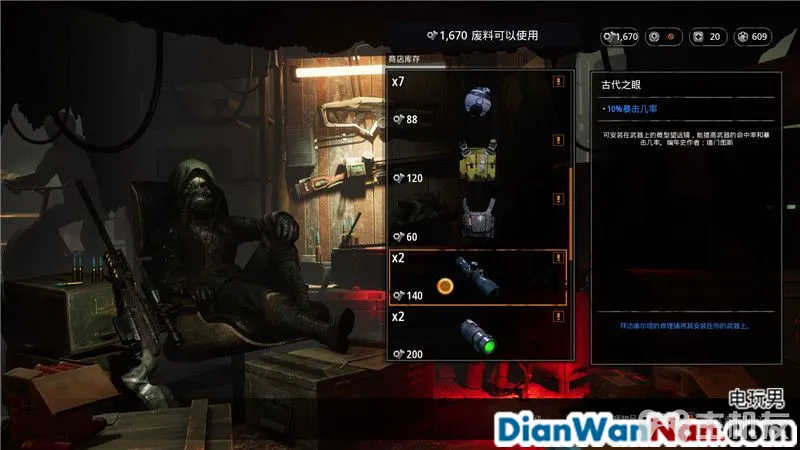 1,670 废料可以使用
1,670
20
609
商店库存
x7
88
120
60
x2
140
x2
200
古代之眼
·10%暴击几率
可安装在武器上的微型望远镜，能提高武器的命中率和暴
击几率。编年史作者：德门图斯
拜访德尔塔的修理铺将其安装在你的武器上。
电玩男
DianWanNan.com